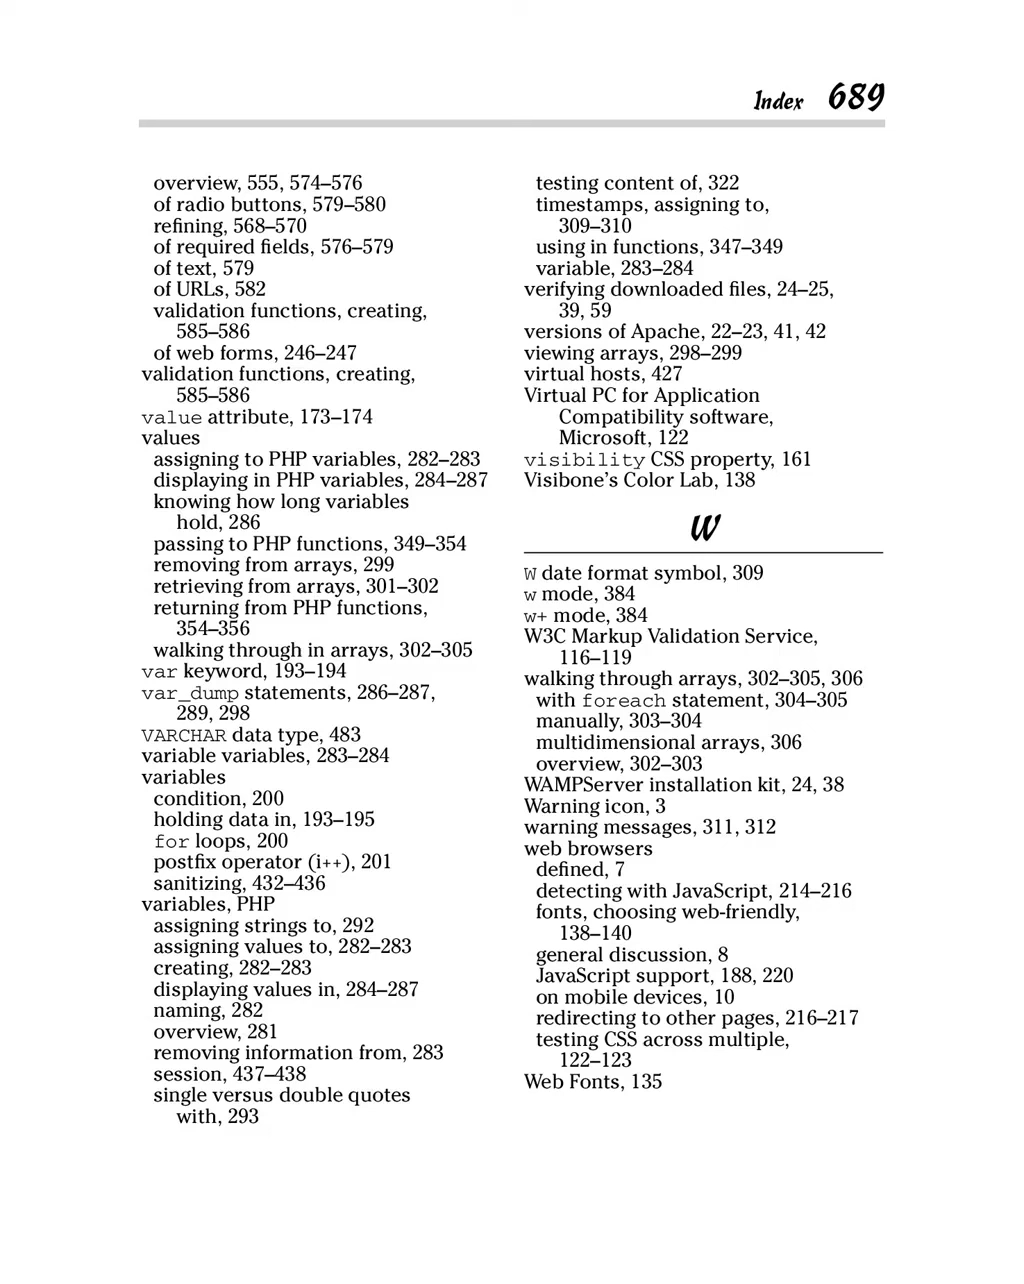 Index 689
overview, 555, 574–576
of radio buttons, 579–580
refining, 568–570
of required fields, 576–579
of text, 579
of URLs, 582
validation functions, creating,
585–586
of web forms, 246–247
validation functions, creating,
585–586
value attribute, 173–174
values
assigning to PHP variables, 282–283
displaying in PHP variables, 284–287
knowing how long variables
hold, 286
passing to PHP functions, 349–354
removing from arrays, 299
retrieving from arrays, 301–302
returning from PHP functions,
354–356
walking through in arrays, 302–305
var keyword, 193–194
var_dump statements, 286–287,
289, 298
VARCHAR data type, 483
variable variables, 283–284
variables
condition, 200
holding data in, 193–195
for loops, 200
postfix operator (i++), 201
sanitizing, 432–436
variables, PHP
assigning strings to, 292
assigning values to, 282–283
creating, 282–283
displaying values in, 284–287
naming, 282
overview, 281
removing information from, 283
session, 437–438
single versus double quotes
with, 293
testing content of, 322
timestamps, assigning to,
309–310
using in functions, 347–349
variable, 283–284
verifying downloaded files, 24–25,
39, 59
versions of Apache, 22–23, 41, 42
viewing arrays, 298–299
virtual hosts, 427
Virtual PC for Application
Compatibility software,
Microsoft, 122
visibility CSS property, 161
Visibone’s Color Lab, 138
W
W date format symbol, 309
w mode, 384
w+ mode, 384
W3C Markup Validation Service,
116–119
walking through arrays, 302–305, 306
with foreach statement, 304–305
manually, 303–304
multidimensional arrays, 306
overview, 302–303
WAMPServer installation kit, 24, 38
Warning icon, 3
warning messages, 311, 312
web browsers
defined, 7
detecting with JavaScript, 214–216
fonts, choosing web-friendly,
138–140
general discussion, 8
JavaScript support, 188, 220
on mobile devices, 10
redirecting to other pages, 216–217
testing CSS across multiple,
122–123
Web Fonts, 135